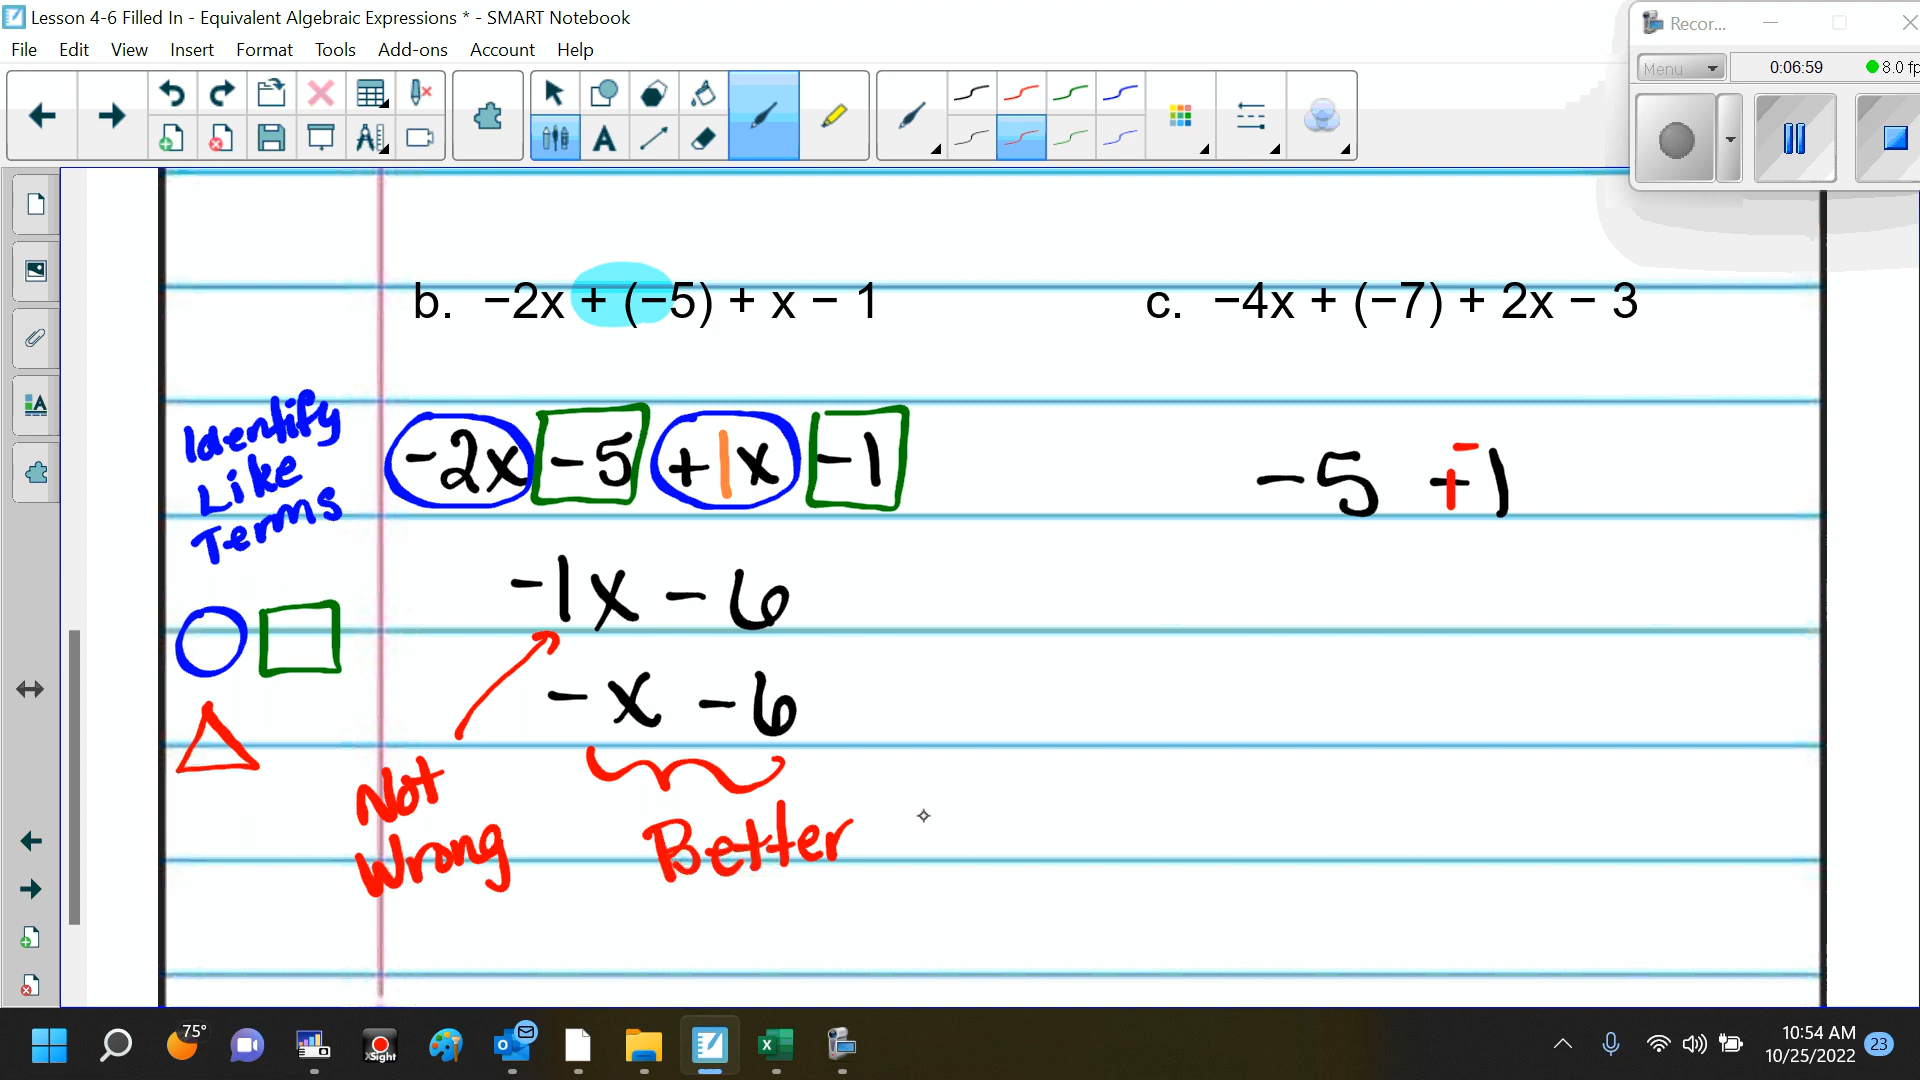 Lesson 4-6 Filled In - Equivalent Algebraic Expressions * - SMART Notebook
File Edit View Insert Format Tools Add-ons Account Help
Recor...
Menu 0:06:59 8.0 fp
b. −2x + (−5) + x − 1
c. −4x + (−7) + 2x − 3
Identify
Like
Terms
-2x - 5 +1x -1
-5 + -1
-1x - 6
-x - 6
Not
Wrong
Better
75°
XSight
10:54 AM
10/25/2022
23